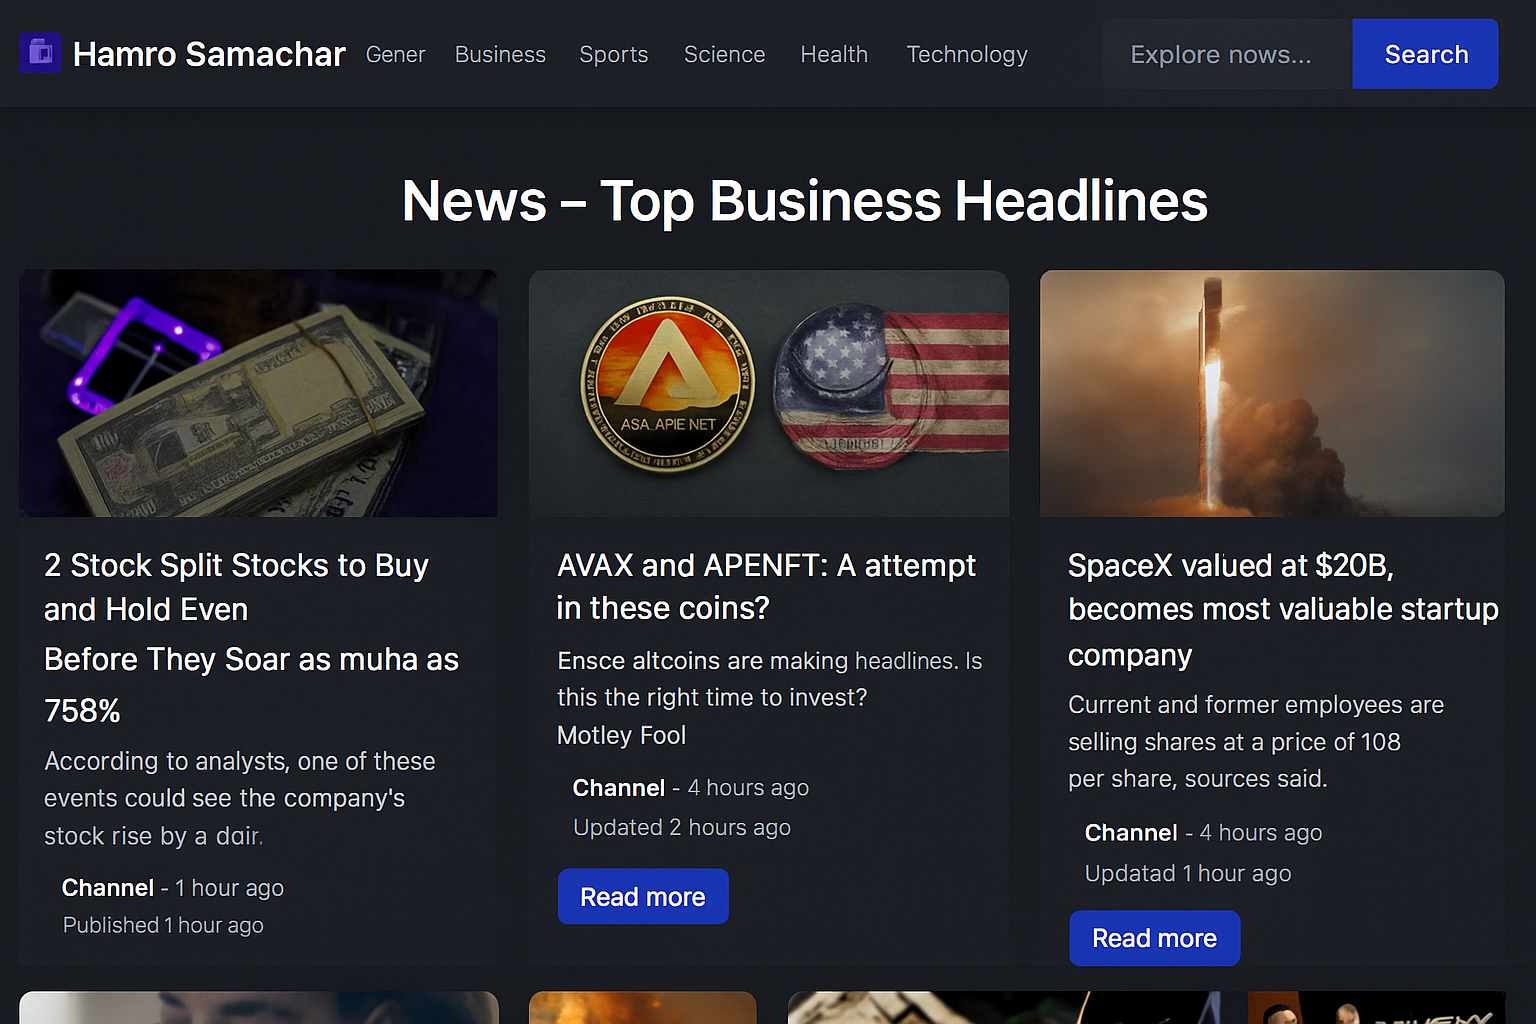 Hamro Samachar Gener Business Sports Science Health Technology Explore nows... Search
News – Top Business Headlines
ASA APIE NET
2 Stock Split Stocks to Buy
and Hold Even
Before They Soar as muha as
758%
According to analysts, one of these
events could see the company's
stock rise by a ddir.
Channel - 1 hour ago
Published 1 hour ago
AVAX and APENFT: A attempt
in these coins?
Ensce altcoins are making headlines. Is
this the right time to invest?
Motley Fool
Channel - 4 hours ago
Updated 2 hours ago
Read more
SpaceX valued at $20B,
becomes most valuable startup
company
Current and former employees are
selling shares at a price of 108
per share, sources said.
Channel - 4 hours ago
Updatad 1 hour ago
Read more